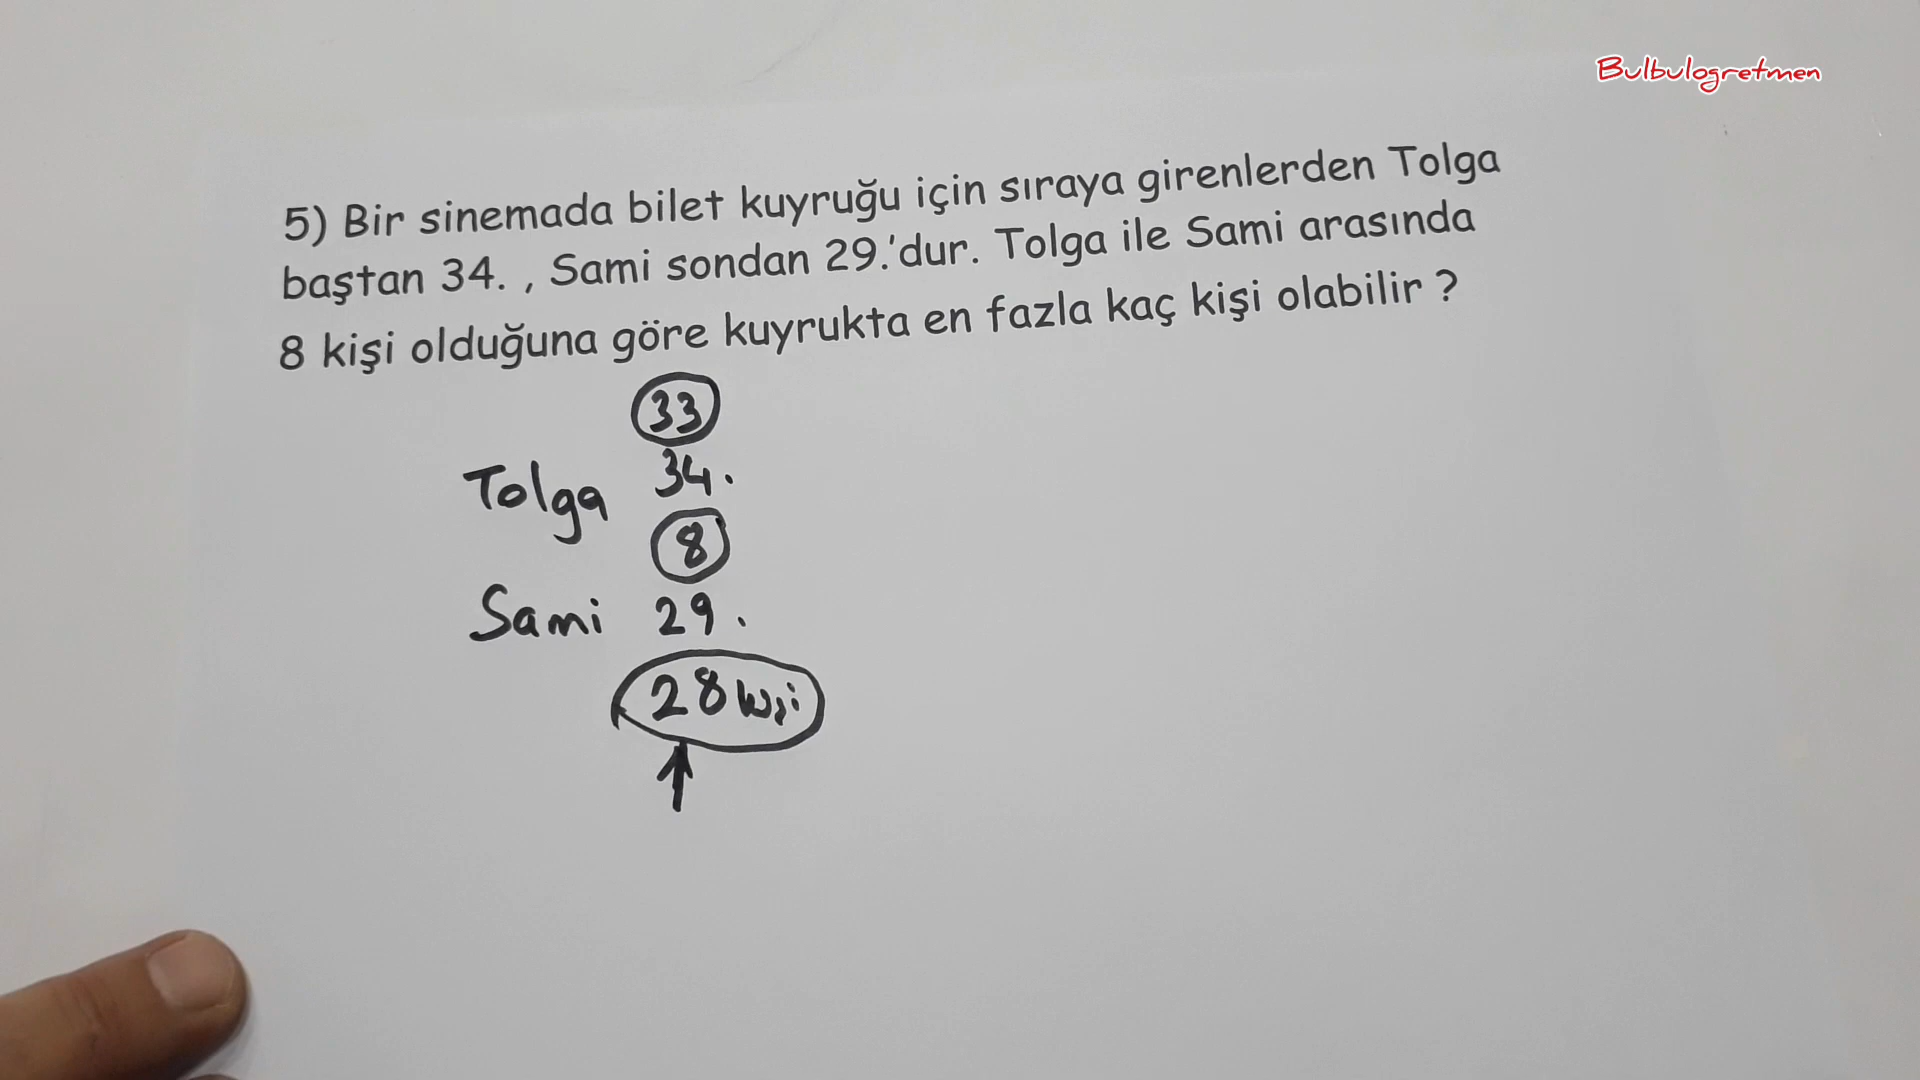 Bulbulogretmen
5) Bir sinemada bilet kuyruğu için sıraya girenlerden Tolga
baştan 34. , Sami sondan 29.'dur. Tolga ile Sami arasında
8 kişi olduğuna göre kuyrukta en fazla kaç kişi olabilir ?
33
Tolga 34.
8
Sami 29.
28 kişi